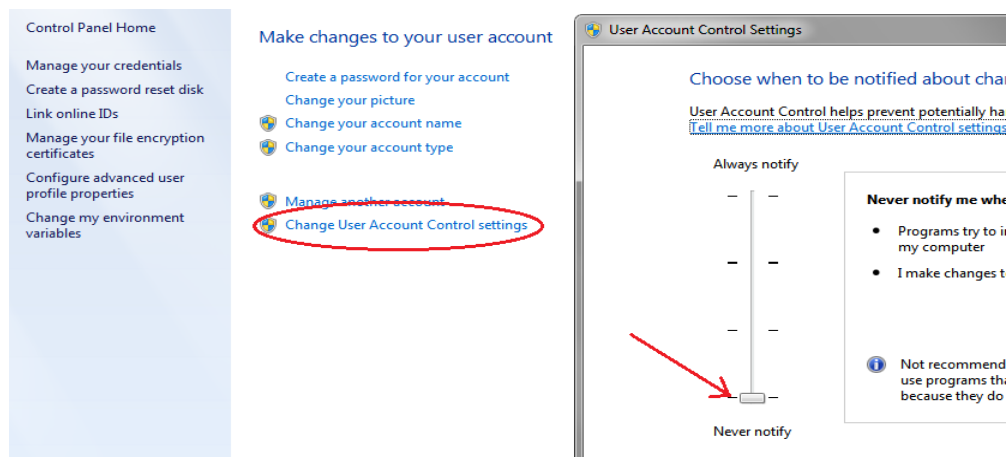 Control Panel Home
Manage your credentials
Create a password reset disk
Link online IDs
Manage your file encryption
certificates
Configure advanced user
profile properties
Change my environment
variables
Make changes to your user account
Create a password for your account
Change your picture
Change your account name
Change your account type
Manage another account
Change User Account Control settings
User Account Control Settings
Choose when to be notified about
User Account Control helps prevent potentially
Tell me more about User Account Control settings
Always notify
Never notify
Never notify me
Programs try to
my computer
I make changes
Not
use programs
because they do